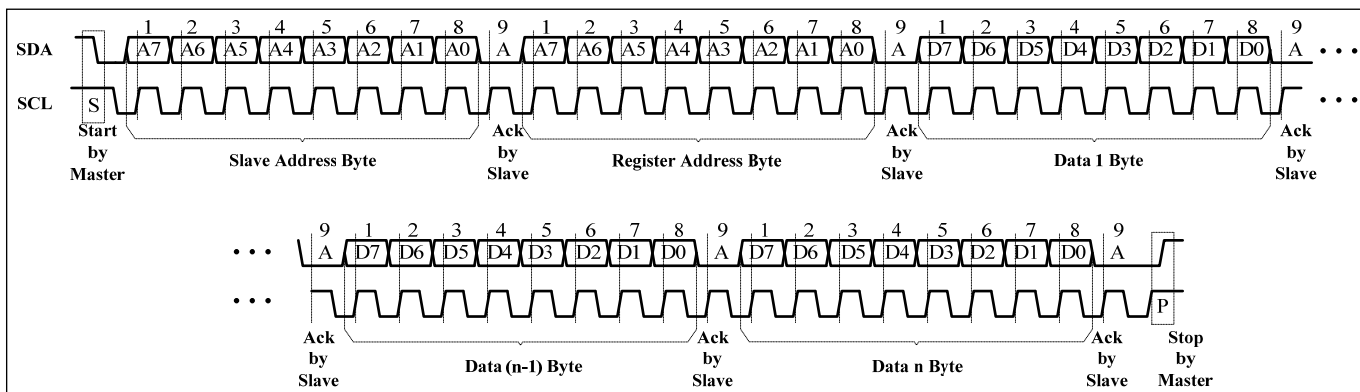 1 2 3 4 5 6 7 8 9 1 2 3 4 5 6 7 8 9 1 2 3 4 5 6 7 8 9
SDA A7 A6 A5 A4 A3 A2 A1 A0 A A7 A6 A5 A4 A3 A2 A1 A0 A D7 D6 D5 D4 D3 D2 D1 D0 A • • •
SCL S • • •
Start by Master
Slave Address Byte
Ack by Slave
Register Address Byte
Ack by Slave
Data 1 Byte
Ack by Slave
9 1 2 3 4 5 6 7 8 9 1 2 3 4 5 6 7 8 9
• • • A D7 D6 D5 D4 D3 D2 D1 D0 A D7 D6 D5 D4 D3 D2 D1 D0 A
• • • P
Ack by Slave
Data (n-1) Byte
Ack by Slave
Data n Byte
Ack by Slave
Stop by Master